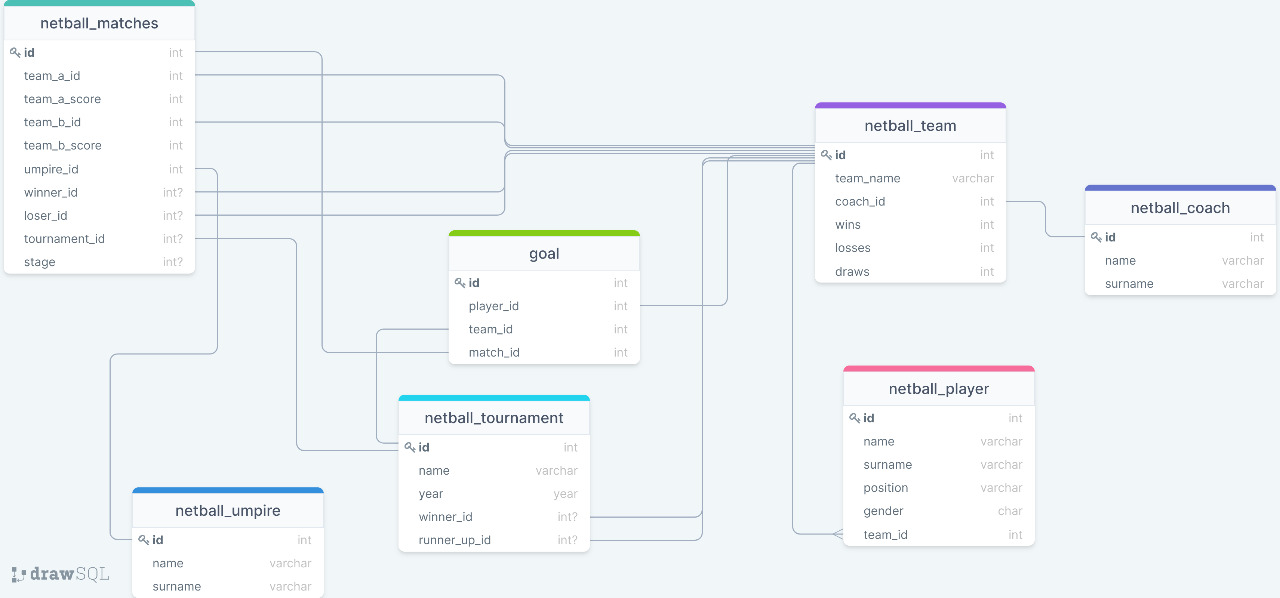 netball_matches
id int
team_a_id int
team_a_score int
team_b_id int
team_b_score int
umpire_id int
winner_id int?
loser_id int?
tournament_id int?
stage int?
netball_team
id int
team_name varchar
coach_id int
wins int
losses int
draws int
netball_coach
id int
name varchar
surname varchar
goal
id int
player_id int
team_id int
match_id int
netball_player
id int
name varchar
surname varchar
position varchar
gender char
team_id int
netball_tournament
id int
name varchar
year year
winner_id int?
runner_up_id int?
netball_umpire
id int
name varchar
surname varchar
drawSQL